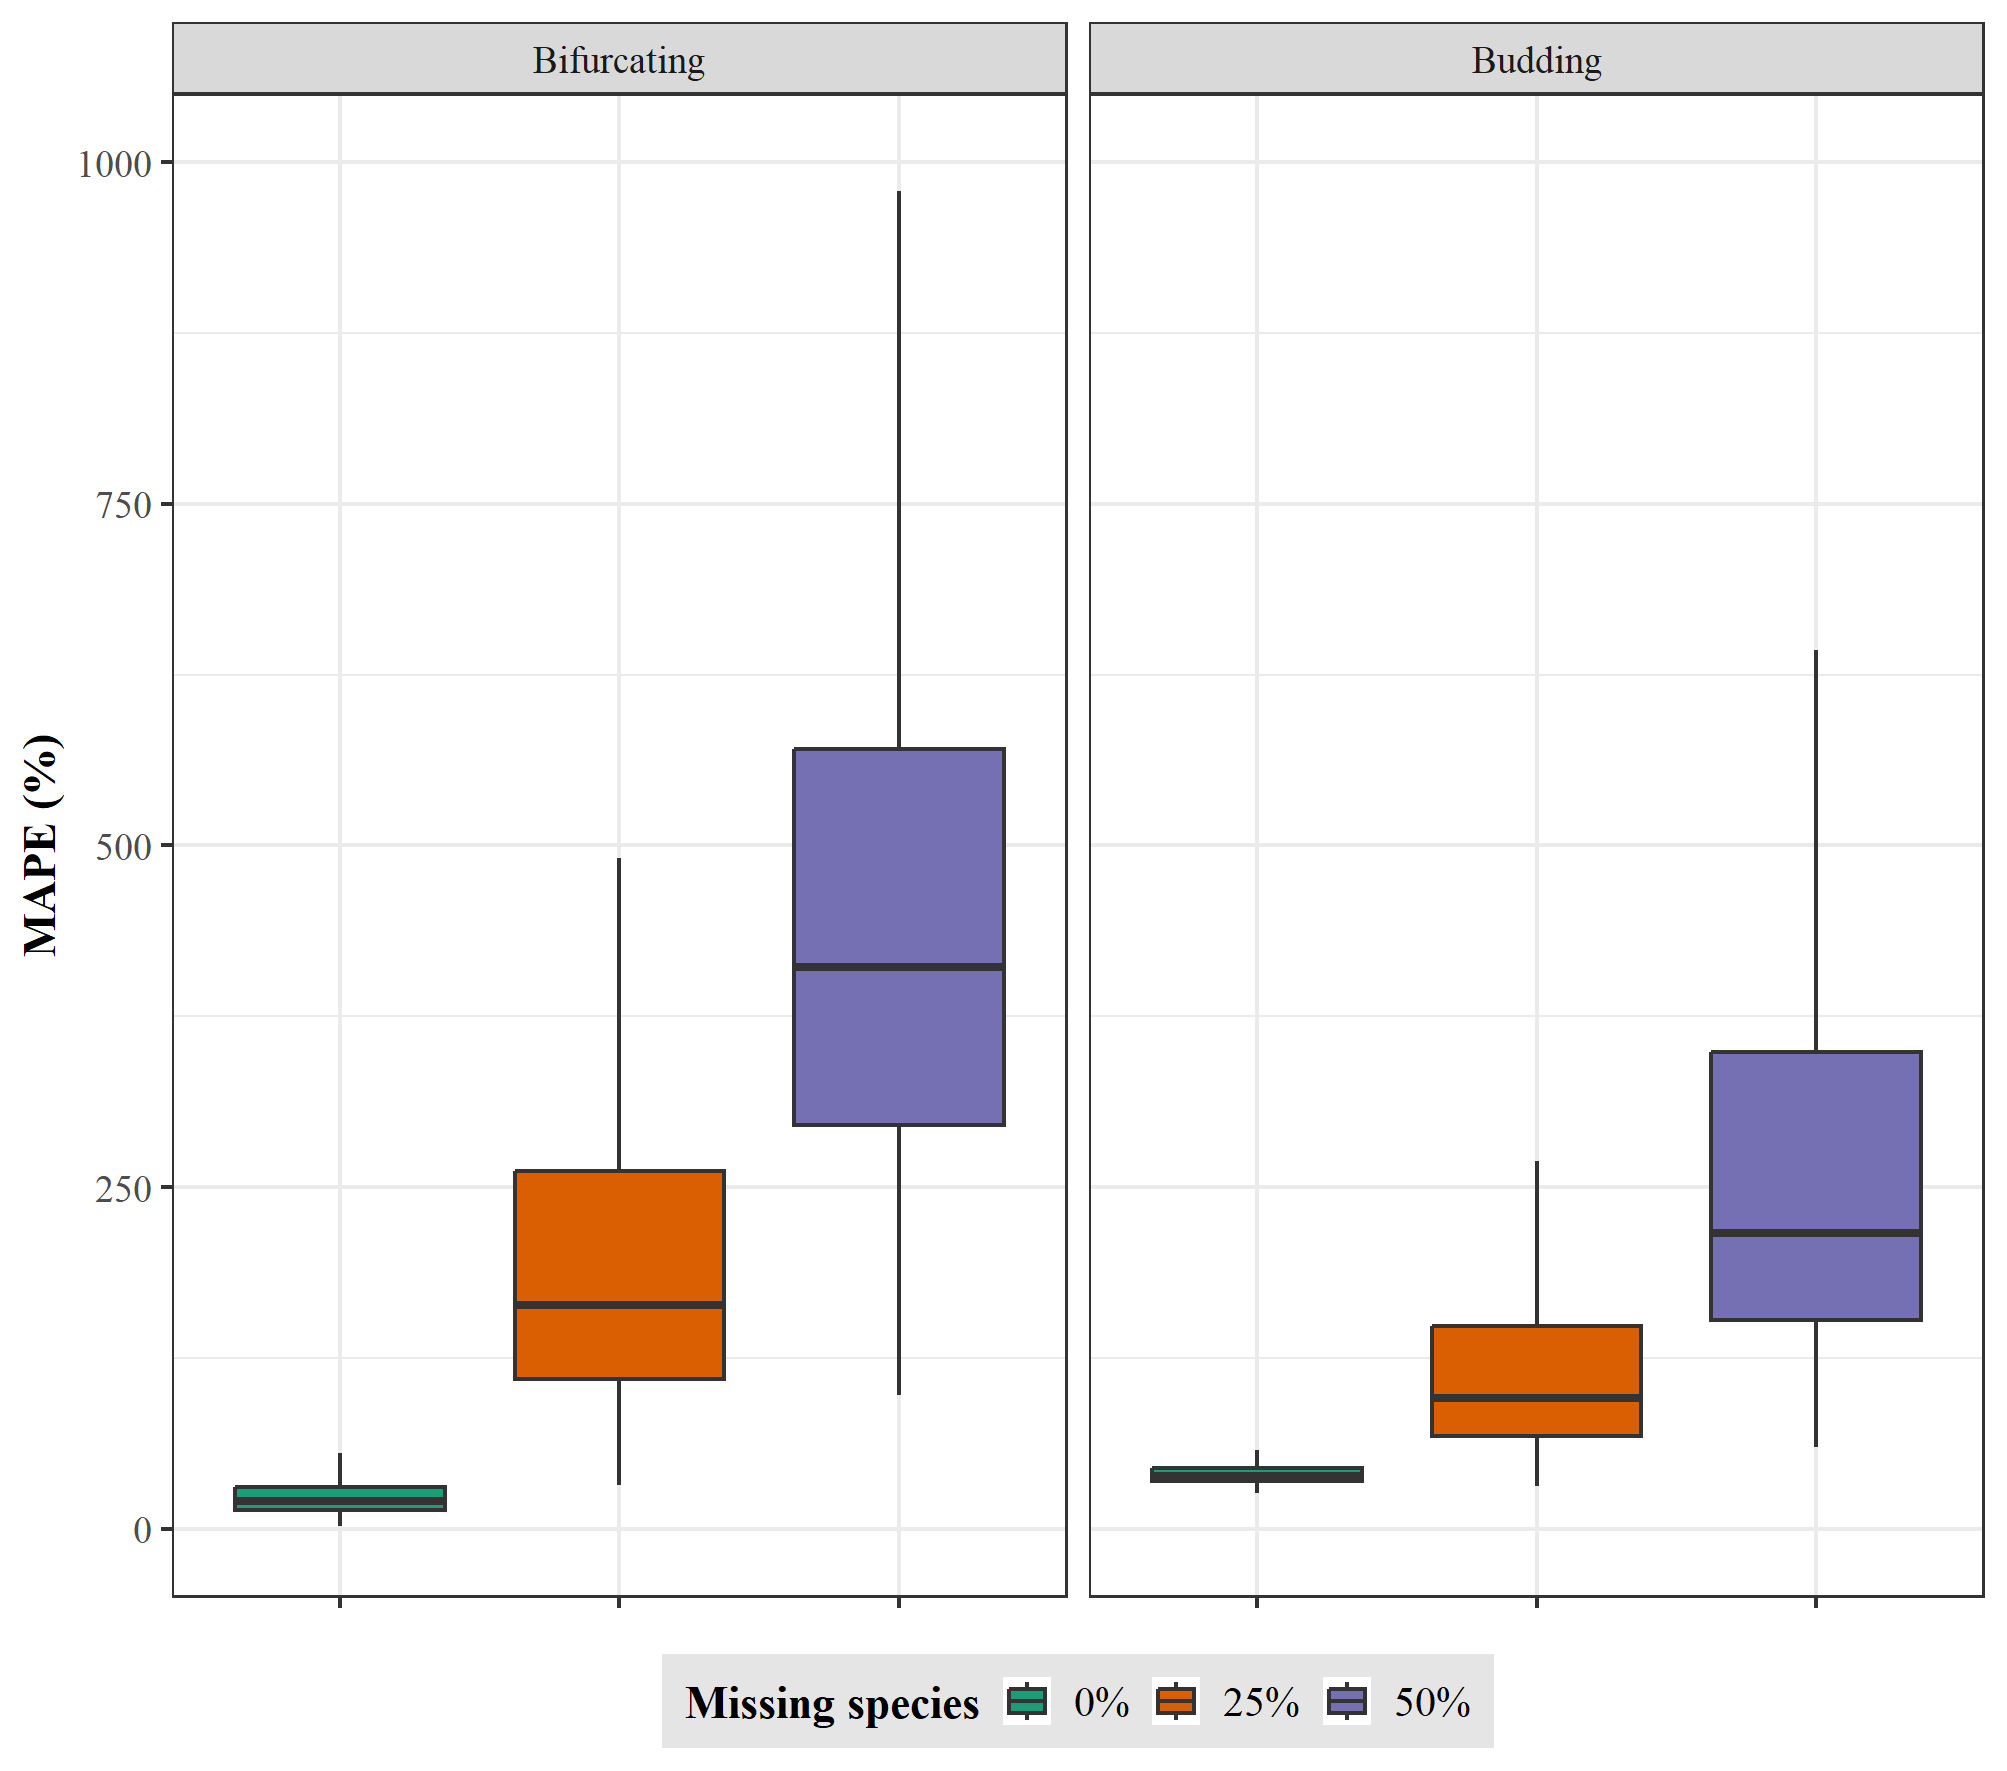 Bifurcating
Budding
1000
750
500
250
0
MAPE (%)
Missing species 0% 25% 50%